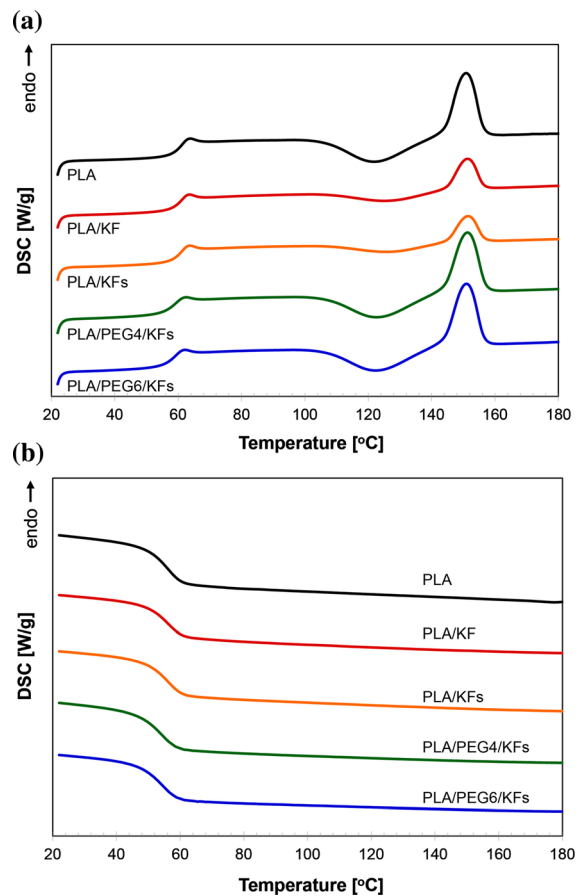 (a)
endo →
DSC [W/g]
PLA
PLA/KF
PLA/KFs
PLA/PEG4/KFs
PLA/PEG6/KFs
20 40 60 80 100 120 140 160 180
Temperature [°C]
(b)
endo →
DSC [W/g]
PLA
PLA/KF
PLA/KFs
PLA/PEG4/KFs
PLA/PEG6/KFs
20 40 60 80 100 120 140 160 180
Temperature [°C]